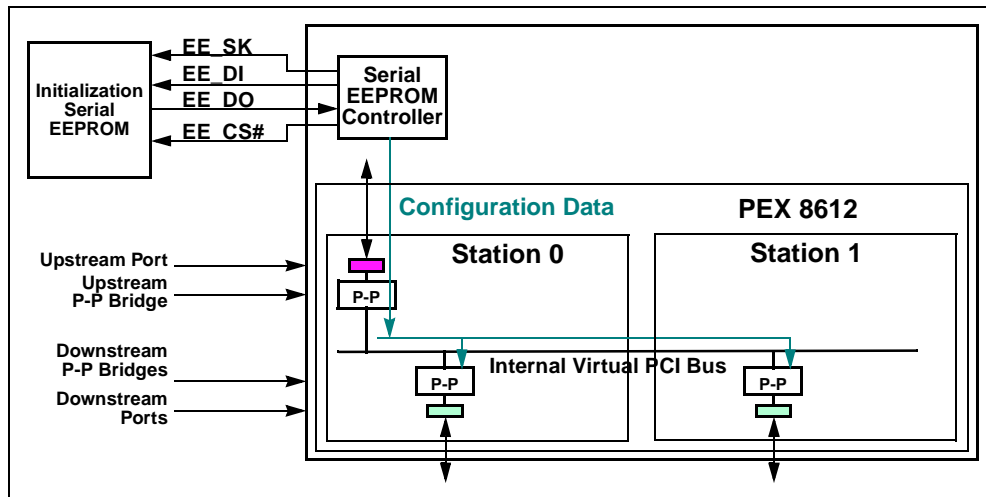 EE_SK
EE_DI
EE_DO
EE_CS#
Initialization
Serial
EEPROM
Serial
EEPROM
Controller
Configuration Data
PEX 8612
Station 0
Station 1
Upstream Port
Upstream
P-P Bridge
P-P
Downstream
P-P Bridges
Downstream
Ports
Internal Virtual PCI Bus
P-P
P-P